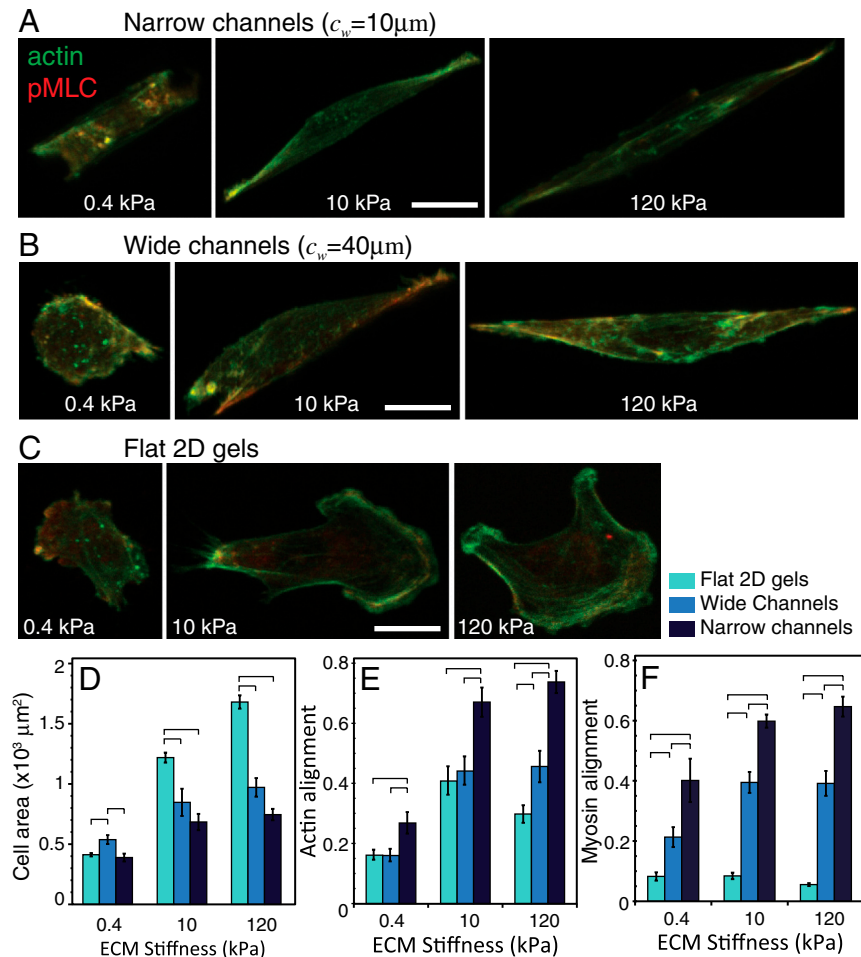 A Narrow channels (c_w=10μm)
actin
pMLC
0.4 kPa
10 kPa
120 kPa
B Wide channels (c_w=40μm)
0.4 kPa
10 kPa
120 kPa
C Flat 2D gels
0.4 kPa
10 kPa
120 kPa
Flat 2D gels
Wide Channels
Narrow channels
D
Cell area (x10³ μm²)
2
1.5
1
0.5
0
0.4 10 120
ECM Stiffness (kPa)
E
Actin alignment
0.8
0.6
0.4
0.2
0
0.4 10 120
ECM Stiffness (kPa)
F
Myosin alignment
0.8
0.6
0.4
0.2
0
0.4 10 120
ECM Stiffness (kPa)